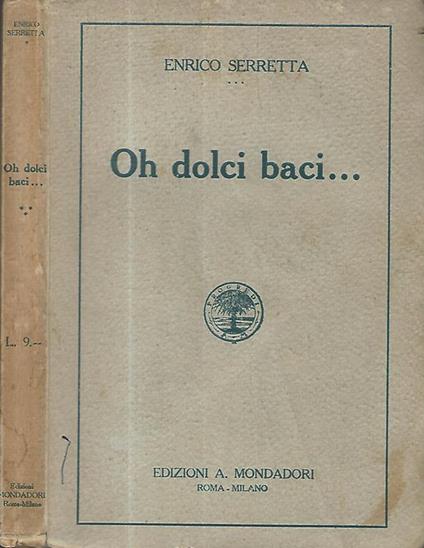 ENRICO
SERRETTA
Oh dolci
baci...
L. 9.--
Edizioni
MONDADORI
Roma-Milano
ENRICO SERRETTA
...
Oh dolci baci...
PROGREDI
A M
EDIZIONI A. MONDADORI
ROMA - MILANO